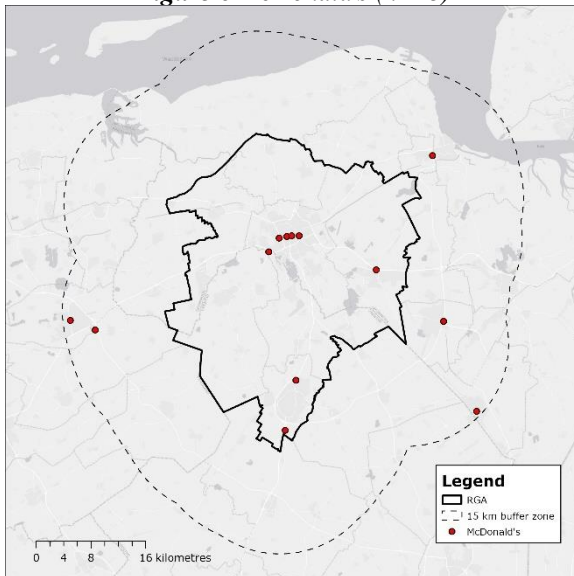 Legend
RGA
15 km buffer zone
McDonald's
0 4 8 16 kilometres